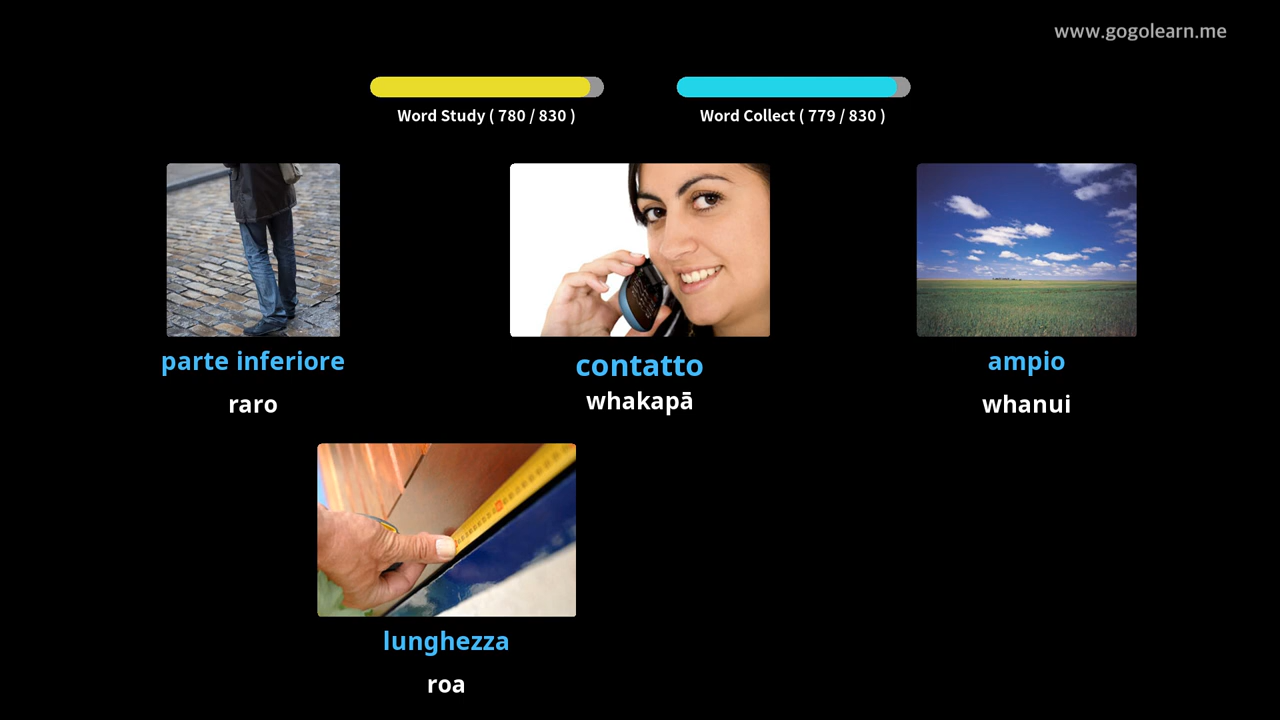 www.gogolearn.me
Word Study ( 780 / 830 )
Word Collect ( 779 / 830 )
parte inferiore
raro
contatto
whakapā
ampio
whanui
lunghezza
roa